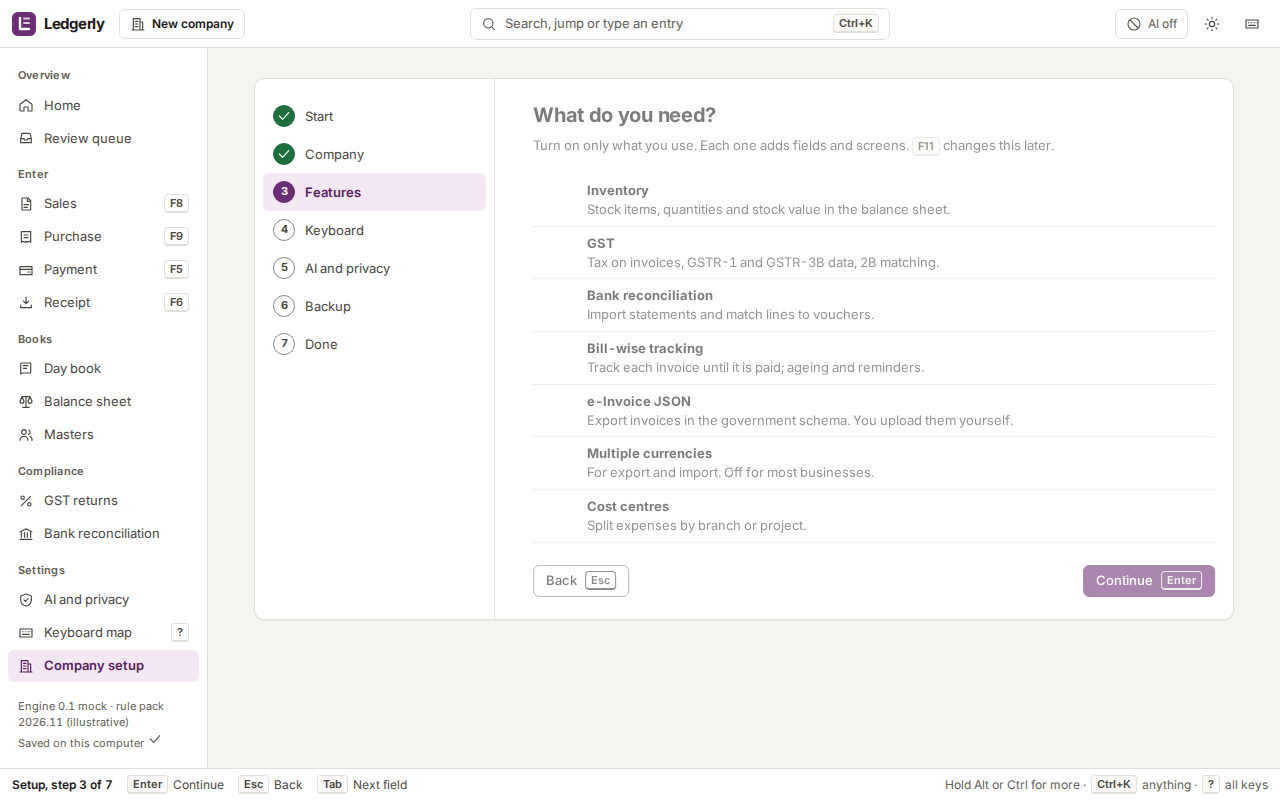 Ledgerly
New company
Search, jump or type an entry
Ctrl+K
AI off
Overview
Home
Review queue
Enter
Sales F8
Purchase F9
Payment F5
Receipt F6
Books
Day book
Balance sheet
Masters
Compliance
GST returns
Bank reconciliation
Settings
AI and privacy
Keyboard map ?
Company setup
Engine 0.1 mock · rule pack
2026.11 (illustrative)
Saved on this computer
Start
Company
3 Features
4 Keyboard
5 AI and privacy
6 Backup
7 Done
What do you need?
Turn on only what you use. Each one adds fields and screens. F11 changes this later.
Inventory
Stock items, quantities and stock value in the balance sheet.
GST
Tax on invoices, GSTR-1 and GSTR-3B data, 2B matching.
Bank reconciliation
Import statements and match lines to vouchers.
Bill-wise tracking
Track each invoice until it is paid; ageing and reminders.
e-Invoice JSON
Export invoices in the government schema. You upload them yourself.
Multiple currencies
For export and import. Off for most businesses.
Cost centres
Split expenses by branch or project.
Back Esc
Continue Enter
Setup, step 3 of 7 Enter Continue Esc Back Tab Next field
Hold Alt or Ctrl for more · Ctrl+K anything · ? all keys